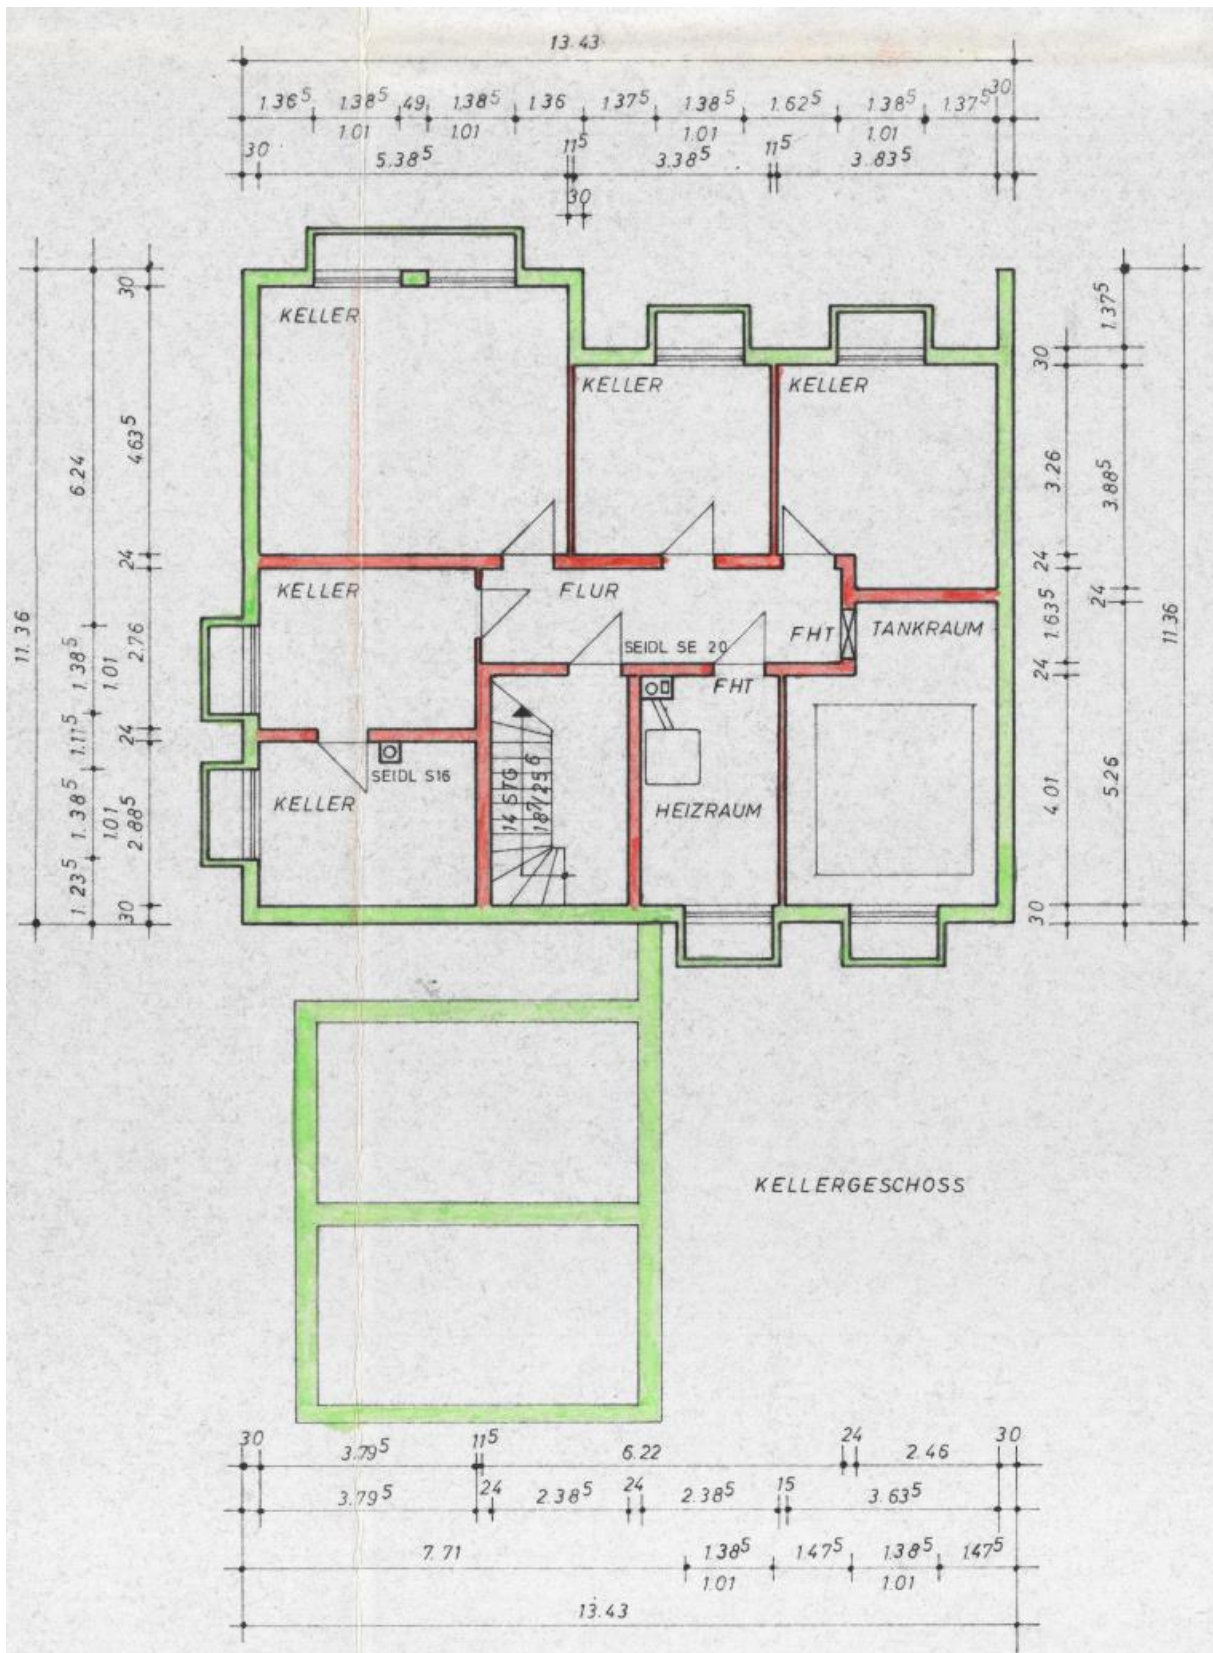 13.43
30
1.36⁵ 1.38⁵ 49 1.38⁵ 1.36 1.37⁵ 1.38⁵ 1.62⁵ 1.38⁵ 1.37⁵
1.01 1.01 1.01 1.01
30 5.38⁵ 11⁵ 3.38⁵ 11⁵ 3.83⁵
30
30
KELLER
1.37⁵
30
KELLER
KELLER
4.63⁵
6.24
3.26
3.88⁵
24
24
KELLER
FLUR
24
1.63⁵
11.36
11.36
2.76
1.38⁵
1.01
SEIDL SE 20
FHT
TANKRAUM
24
FHT
1.11⁵
24
SEIDL S16
14 STG
18⁷/25.6
KELLER
HEIZRAUM
1.38⁵
1.01
2.88⁵
4.01
5.26
1.23⁵
30
30
KELLERGESCHOSS
30 3.79⁵ 11⁵ 6.22 24 2.46 30
3.79⁵ 24 2.38⁵ 24 2.38⁵ 15 3.63⁵
7.71 1.38⁵ 1.47⁵ 1.38⁵ 1.47⁵
1.01 1.01
13.43